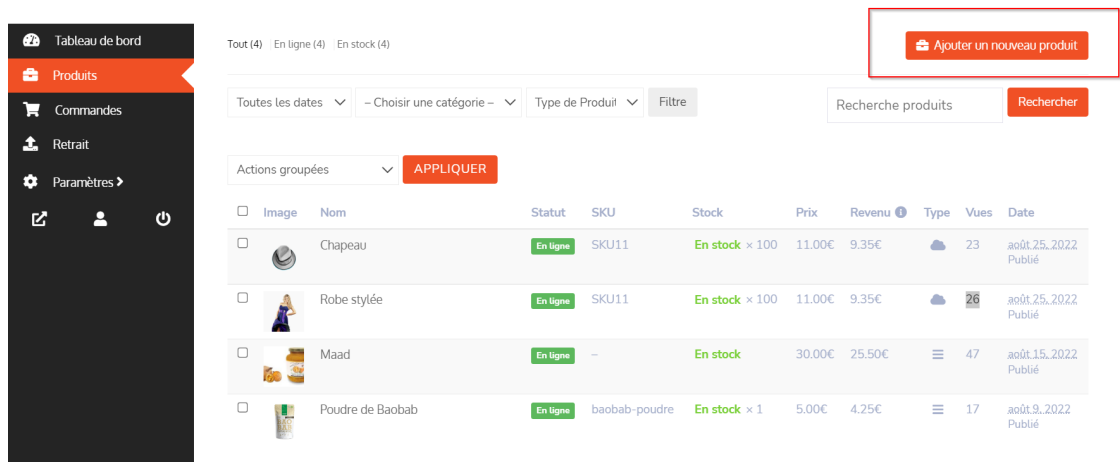 Tableau de bord
Produits
Commandes
Retrait
Paramètres
Tout (4) En ligne (4) En stock (4)
Ajouter un nouveau produit
Toutes les dates – Choisir une catégorie – Type de Produit Filtre
Recherche produits Rechercher
Actions groupées APPLIQUER
Image Nom Statut SKU Stock Prix Revenu Type Vues Date
Chapeau En ligne SKU11 En stock × 100 11.00€ 9.35€ 23 août 25, 2022
Publié
Robe stylée En ligne SKU11 En stock × 100 11.00€ 9.35€ 26 août 25, 2022
Publié
Maad En ligne – En stock 30.00€ 25.50€ 47 août 15, 2022
Publié
Poudre de Baobab En ligne baobab-poudre En stock × 1 5.00€ 4.25€ 17 août 9, 2022
Publié